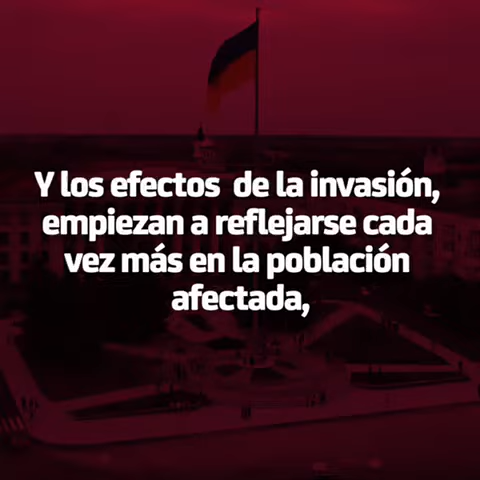 Y los efectos  de la invasión,
empiezan a reflejarse cada
vez más en la población
afectada,